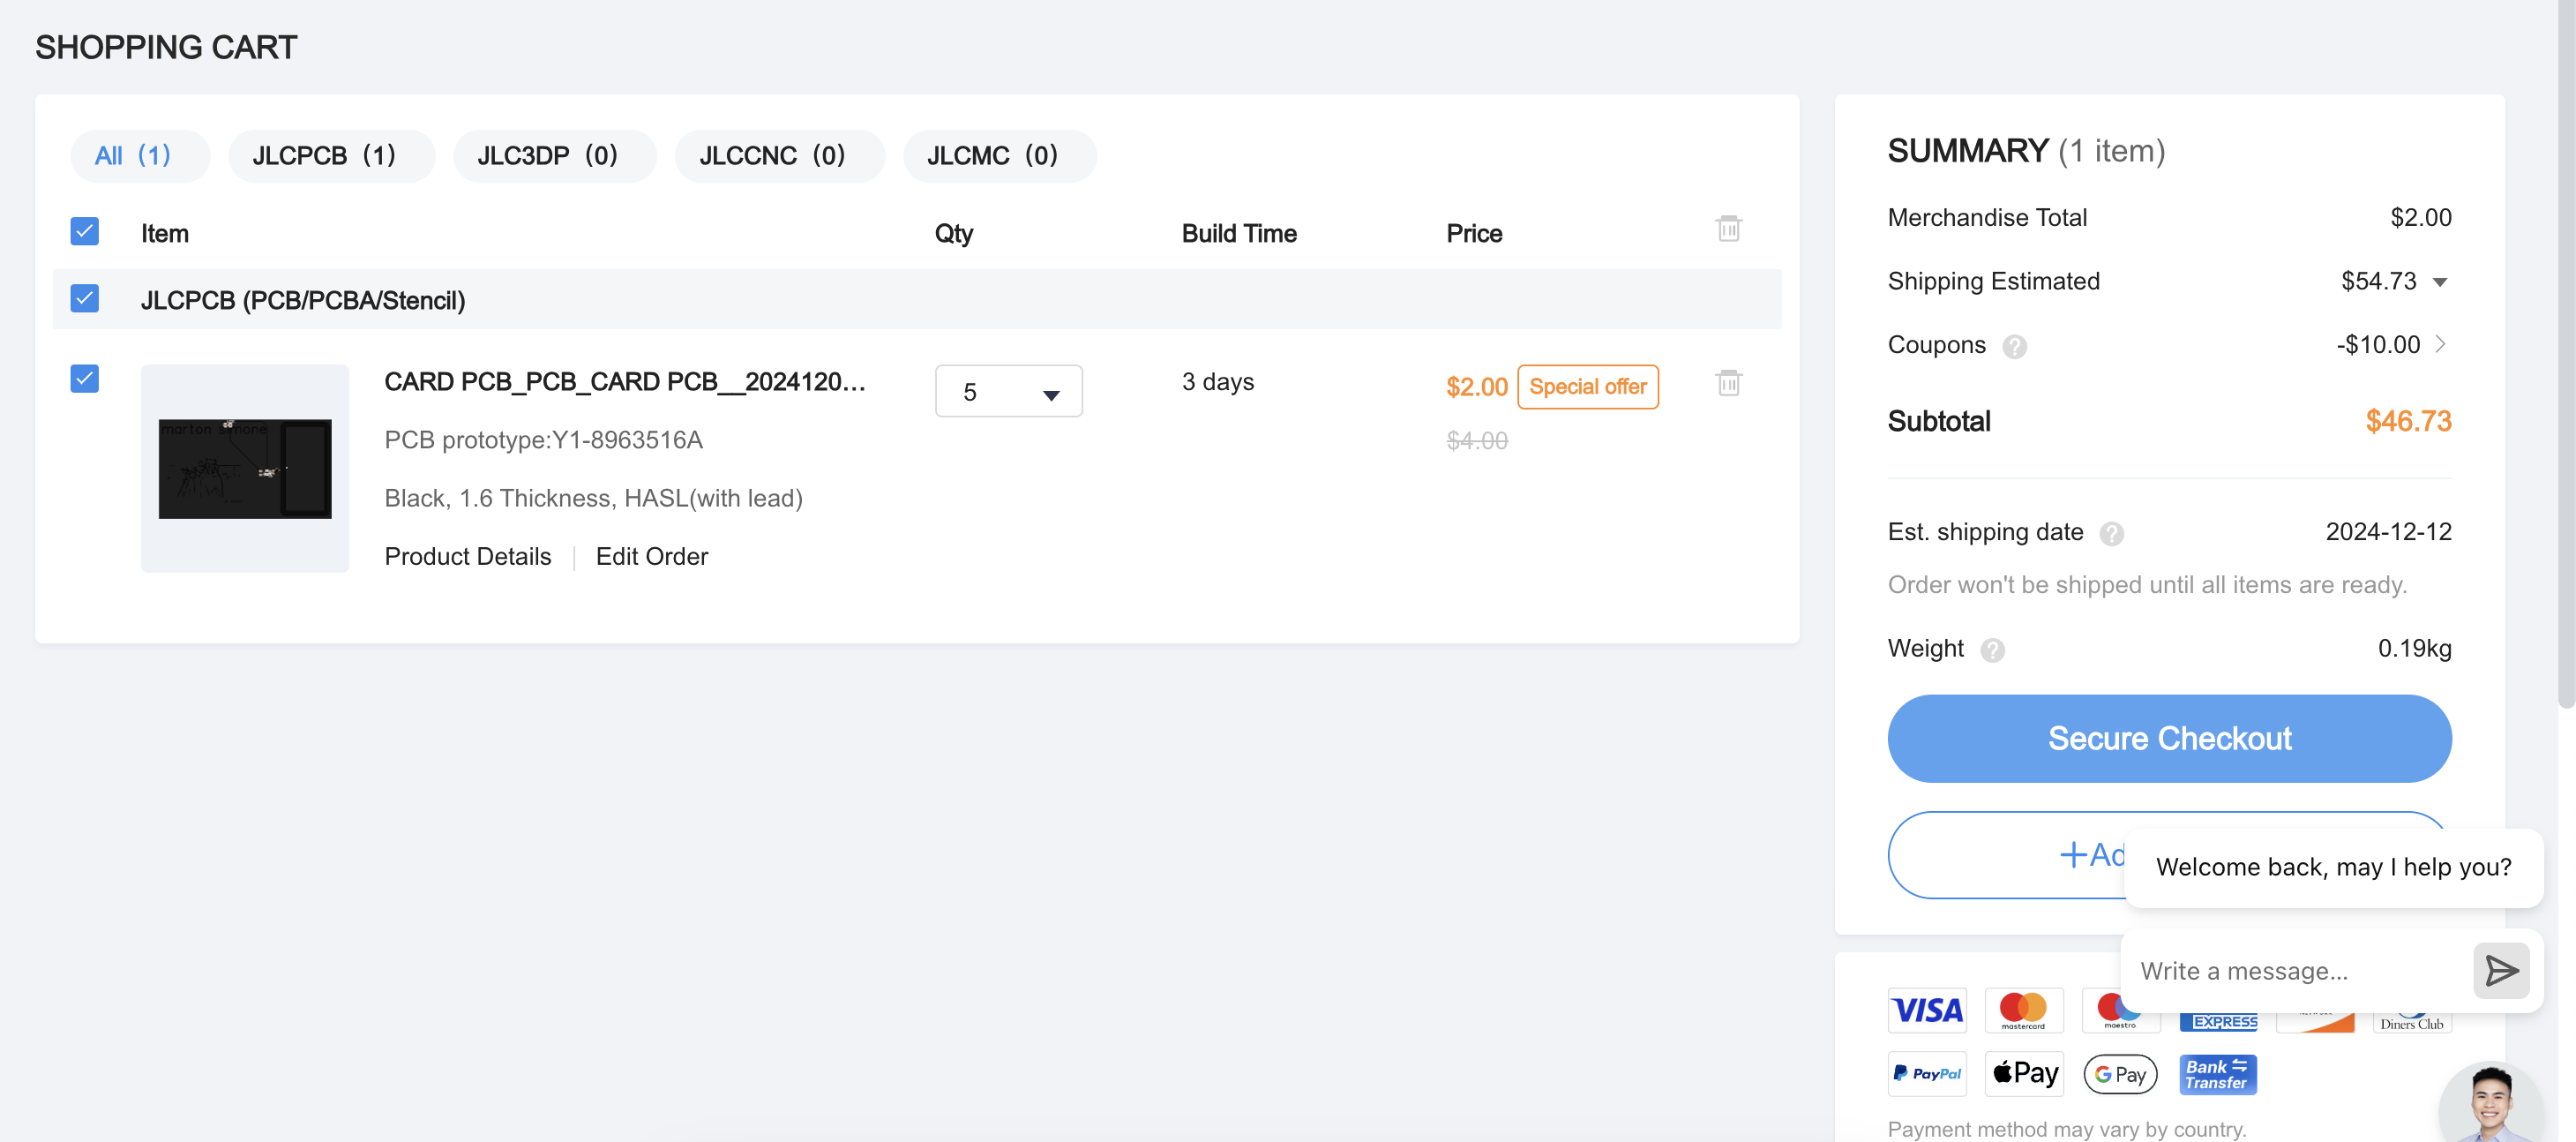 SHOPPING CART
All (1)
JLCPCB (1)
JLC3DP (0)
JLCCNC (0)
JLCMC (0)
Item
Qty
Build Time
Price
JLCPCB (PCB/PCBA/Stencil)
marton simone
CARD PCB_PCB_CARD PCB__2024120...
5
3 days
$2.00
Special offer
$4.00
PCB prototype:Y1-8963516A
Black, 1.6 Thickness, HASL(with lead)
Product Details
Edit Order
SUMMARY (1 item)
Merchandise Total
$2.00
Shipping Estimated
$54.73
Coupons ?
-$10.00
Subtotal
$46.73
Est. shipping date ?
2024-12-12
Order won't be shipped until all items are ready.
Weight ?
0.19kg
Secure Checkout
+Ad
Welcome back, may I help you?
Write a message...
VISA
mastercard
maestro
EXPRESS
Diners Club
PayPal
Pay
G Pay
Bank
Transfer
Payment method may vary by country.